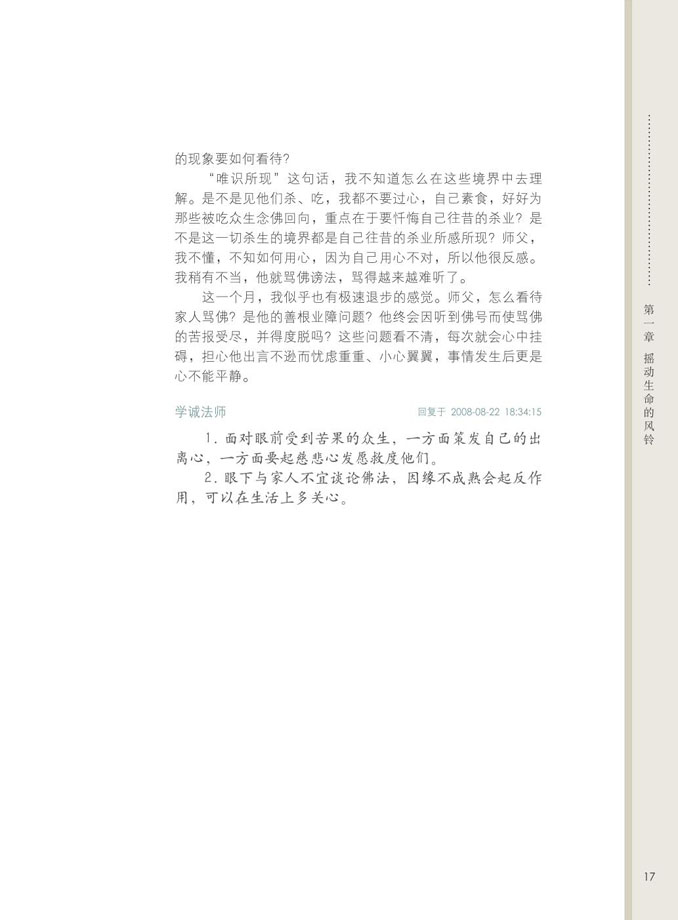 的现象要如何看待？
“唯识所现”这句话，我不知道怎么在这些境界中去理
解。是不是见他们杀、吃，我都不要过心，自己素食，好好为
那些被吃众生念佛回向，重点在于要忏悔自己往昔的杀业？是
不是这一切杀生的境界都是自己往昔的杀业所感所现？师父，
我不懂，不知如何用心，因为自己用心不对，所以他很反感。
我稍有不当，他就骂佛谤法，骂得越来越难听了。
这一个月，我似乎也有极速退步的感觉。师父，怎么看待
家人骂佛？是他的善根业障问题？他终会因听到佛号而使骂佛
的苦报受尽，并得度脱吗？这些问题看不清，每次就会心中挂
碍，担心他出言不逊而忧虑重重、小心翼翼，事情发生后更是
心不能平静。
学诚法师 回复于 2008-08-22 18:34:15
1. 面对眼前受到苦果的众生，一方面策发自己的出
离心，一方面要起慈悲心发愿救度他们。
2. 眼下与家人不宜谈论佛法，因缘不成熟会起反作
用，可以在生活上多关心。
第一章 摇动生命的风铃
17